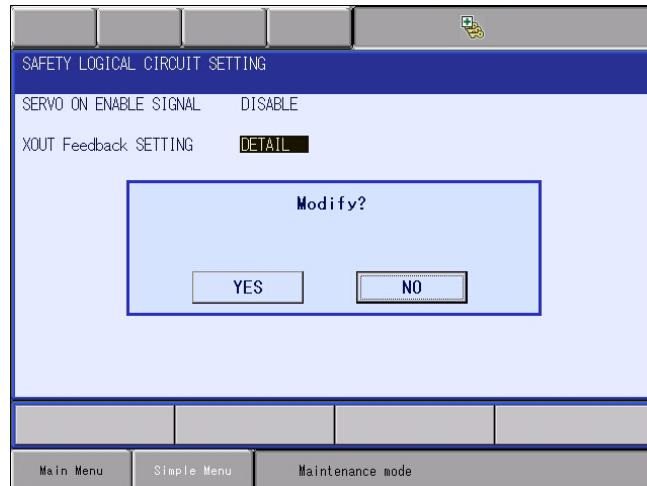 SAFETY LOGICAL CIRCUIT SETTING
SERVO ON ENABLE SIGNAL DISABLE
XOUT Feedback SETTING DETAIL
Modify?
YES NO
Main Menu Simple Menu Maintenance mode